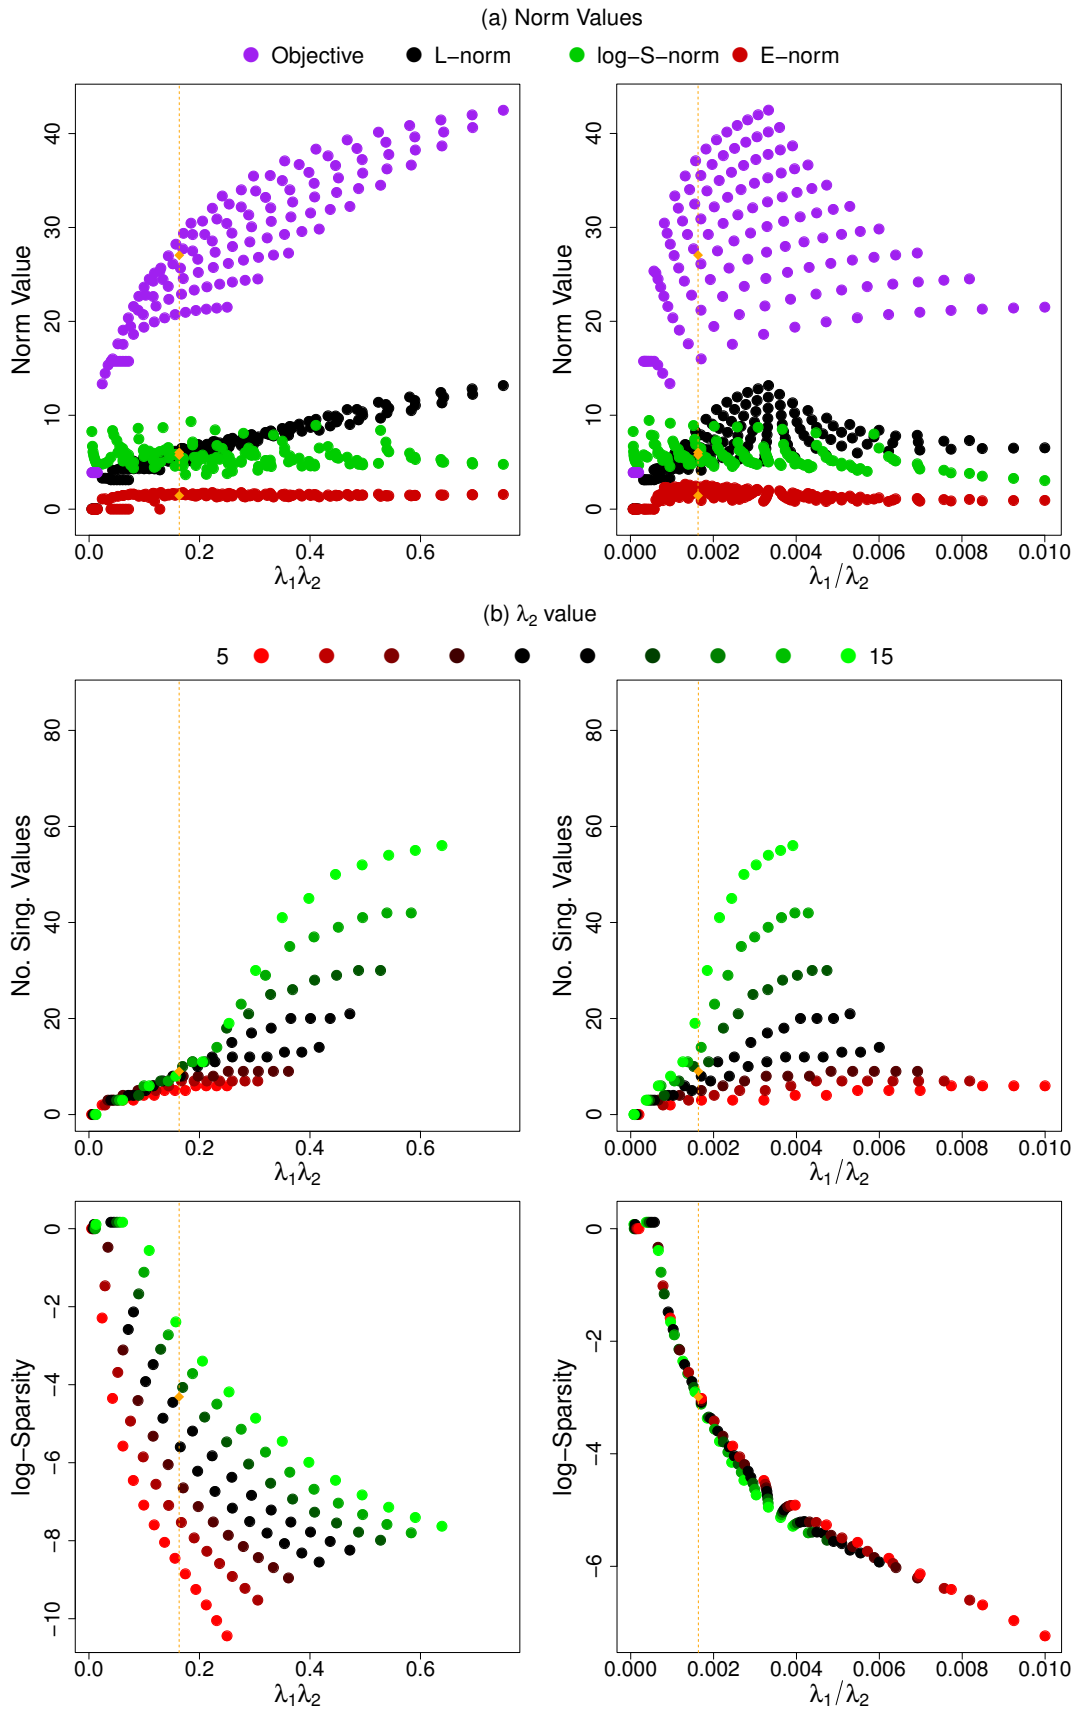 (a) Norm Values
Objective L−norm log−S−norm E−norm
Norm Value
40
30
20
10
0
0.0 0.2 0.4 0.6
λ1λ2
Norm Value
40
30
20
10
0
0.000 0.002 0.004 0.006 0.008 0.010
λ1/λ2
(b) λ2 value
5 15
No. Sing. Values
80
60
40
20
0
0.0 0.2 0.4 0.6
λ1λ2
No. Sing. Values
80
60
40
20
0
0.000 0.002 0.004 0.006 0.008 0.010
λ1/λ2
log−Sparsity
0
−2
−4
−6
−8
−10
0.0 0.2 0.4 0.6
λ1λ2
log−Sparsity
0
−2
−4
−6
0.000 0.002 0.004 0.006 0.008 0.010
λ1/λ2